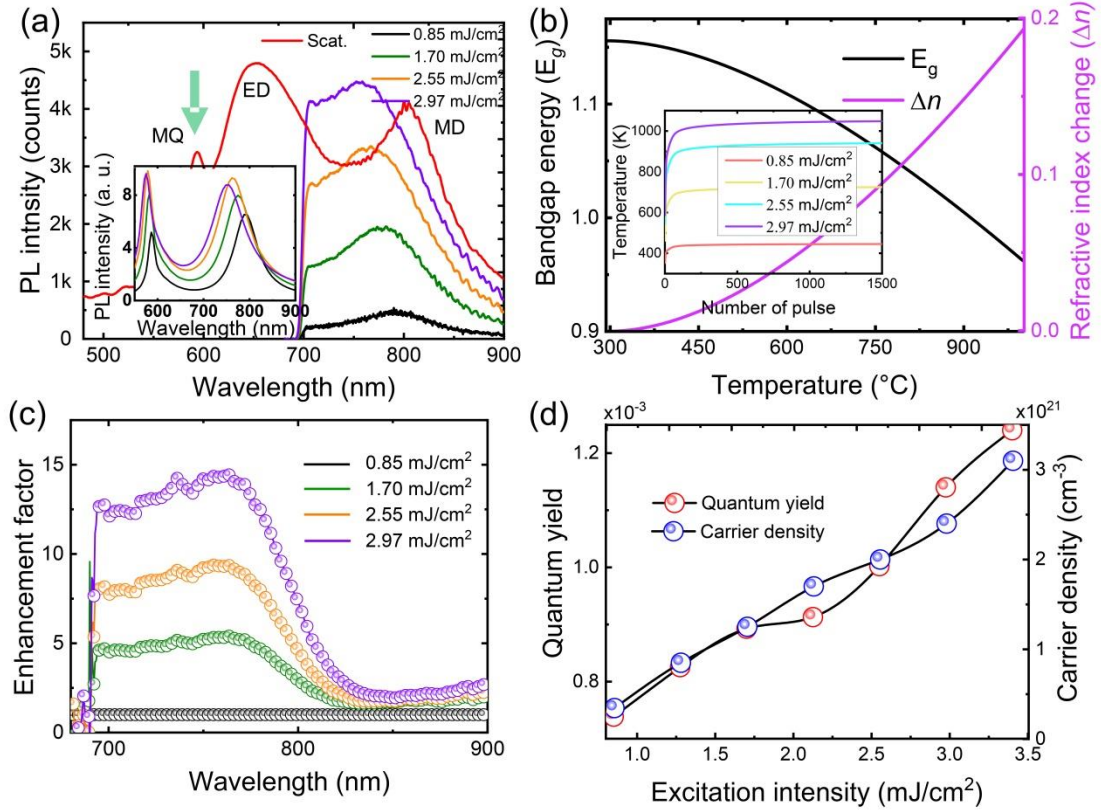 (a)
Scat.
0.85 mJ/cm²
1.70 mJ/cm²
2.55 mJ/cm²
2.97 mJ/cm²
5k
4k
3k
2k
1k
0
PL intnsity (counts)
MQ
ED
MD
PL intensity (a. u.)
8
4
0
600 700 800 900
Wavelength (nm)
500 600 700 800 900
Wavelength (nm)
(b)
Bandgap energy (E_g)
1.1
1.0
0.9
E_g
Δn
0.2
0.1
0.0
Refractive index change (Δn)
Temperature (K)
1000
800
600
400
0.85 mJ/cm²
1.70 mJ/cm²
2.55 mJ/cm²
2.97 mJ/cm²
0 500 1000 1500
Number of pulse
300 450 600 750 900
Temperature (°C)
(c)
Enhancement factor
15
10
5
0
0.85 mJ/cm²
1.70 mJ/cm²
2.55 mJ/cm²
2.97 mJ/cm²
700 800 900
Wavelength (nm)
(d)
x10⁻³
x10²¹
Quantum yield
1.2
1.0
0.8
Quantum yield
Carrier density
3
2
1
0
Carrier density (cm⁻³)
1.0 1.5 2.0 2.5 3.0 3.5
Excitation intensity (mJ/cm²)